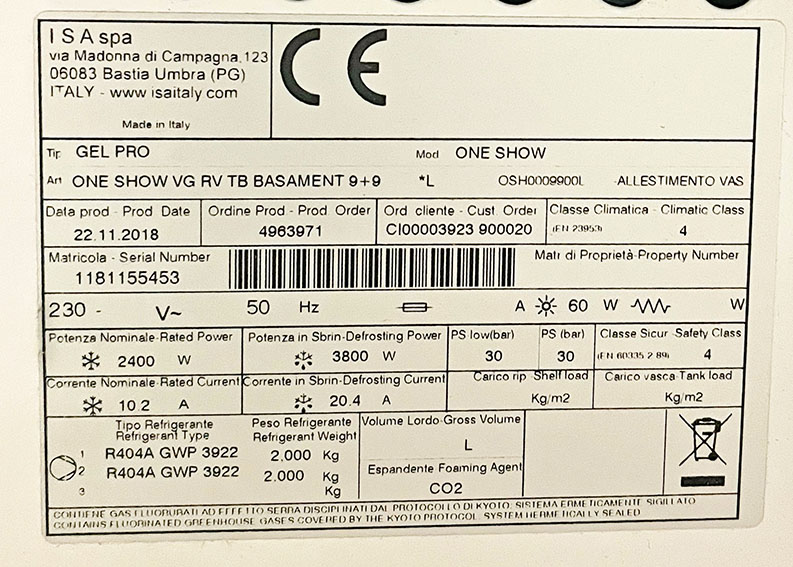 I S A spa
via Madonna di Campagna, 123
06083 Bastia Umbra (PG)
ITALY - www isaitaly com
Made in Italy
CE
Tip GEL PRO Mod ONE SHOW
Art ONE SHOW VG RV TB BASAMENT 9+9 *L OSH0009900L -ALLESTIMENTO VAS
Data prod - Prod Date Ordine Prod - Prod Order Ord cliente - Cust Order Classe Climatica - Climatic Class
22.11.2018 4963971 CI00003923 900020 (EN 23953) 4
Matricola - Serial Number Matr di Proprietà-Property Number
1181155453
230 - V~ 50 Hz A 60 W W
Potenza Nominale-Rated Power Potenza in Sbrin-Defrosting Power PS low(bar) PS (bar) Classe Sicur -Safety Class
2400 W 3800 W 30 30 (EN 60335 2 89) 4
Corrente Nominale-Rated Current Corrente in Sbrin-Defrosting Current Carico rip -Shelf load Carico vasca-Tank load
10.2 A 20.4 A Kg/m2 Kg/m2
Tipo Refrigerante Peso Refrigerante Volume Lordo-Gross Volume
Refrigerant Type Refrigerant Weight
1 R404A GWP 3922 2.000 Kg L
2 R404A GWP 3922 2.000 Kg Espandente Foaming Agent
3 Kg CO2
CONTIENE GAS FLUORURATI AD EFFETTO SERRA DISCIPLINATI DAL PROTOCOLLO DI KYOTO. SISTEMA ERMETICAMENTE SIGILLATO
CONTAINS FLUORINATED GREENHOUSE GASES COVERED BY THE KYOTO PROTOCOL. SYSTEM HERMETICALLY SEALED